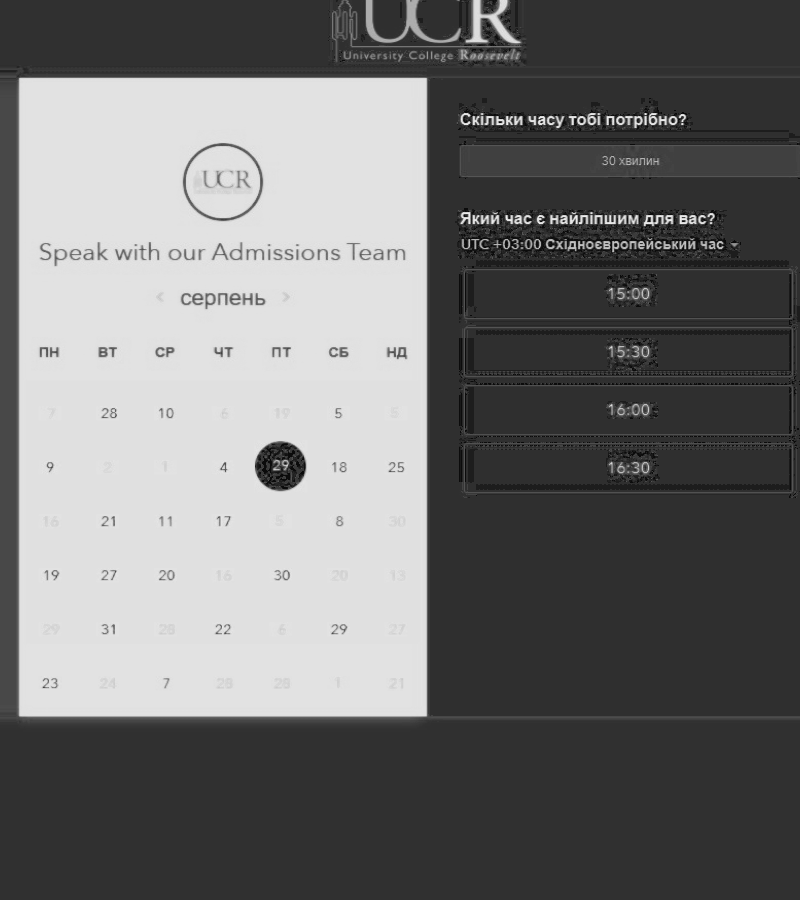 UCR
University College Roosevelt
UCR
Speak with our Admissions Team
‹ серпень ›
ПН ВТ СР ЧТ ПТ СБ НД
7 28 10 6 19 5 5
9 2 1 4 29 18 25
16 21 11 17 5 8 30
19 27 20 16 30 20 13
29 31 28 22 6 29 27
23 24 7 28 28 1 21
Скільки часу тобі потрібно?
30 хвилин
Який час є найліпшим для вас?
UTC +03:00 Східноєвропейський час
15:00
15:30
16:00
16:30